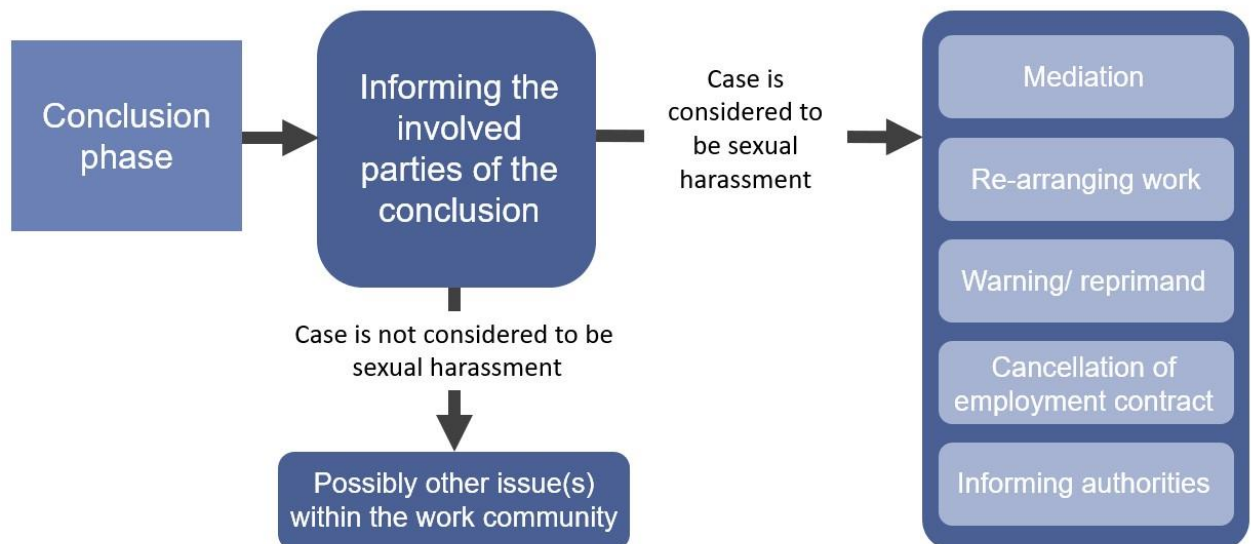 Conclusion
phase
Informing the
involved
parties of the
conclusion
Case is
considered to
be sexual
harassment
Mediation
Re-arranging work
Warning/ reprimand
Cancellation of
employment contract
Informing authorities
Case is not considered to be
sexual harassment
Possibly other issue(s)
within the work community